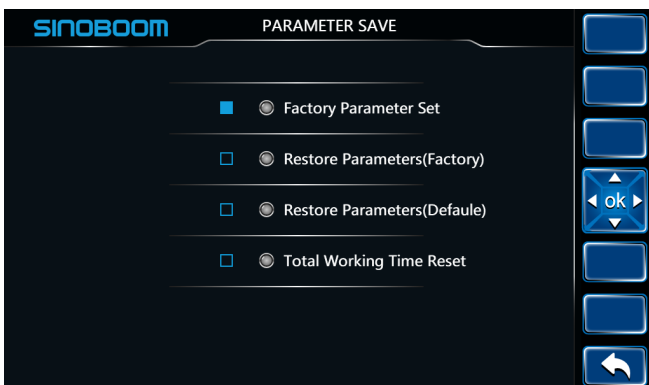 SINOBOOM
PARAMETER SAVE
Factory Parameter Set
Restore Parameters(Factory)
Restore Parameters(Defaule)
Total Working Time Reset
ok